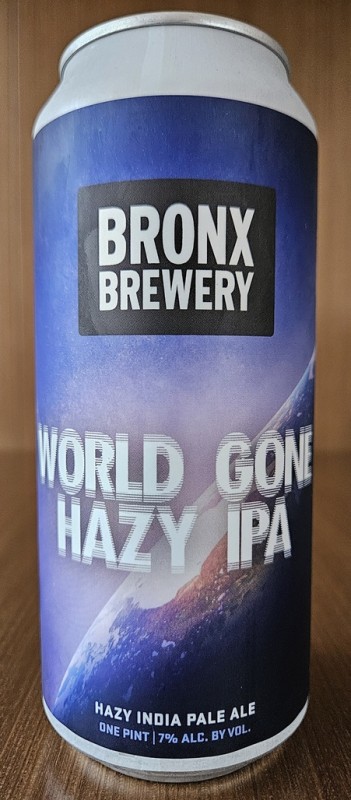 BRONX
BREWERY
WORLD GONE
HAZY IPA
HAZY INDIA PALE ALE
ONE PINT | 7% ALC. BY VOL.